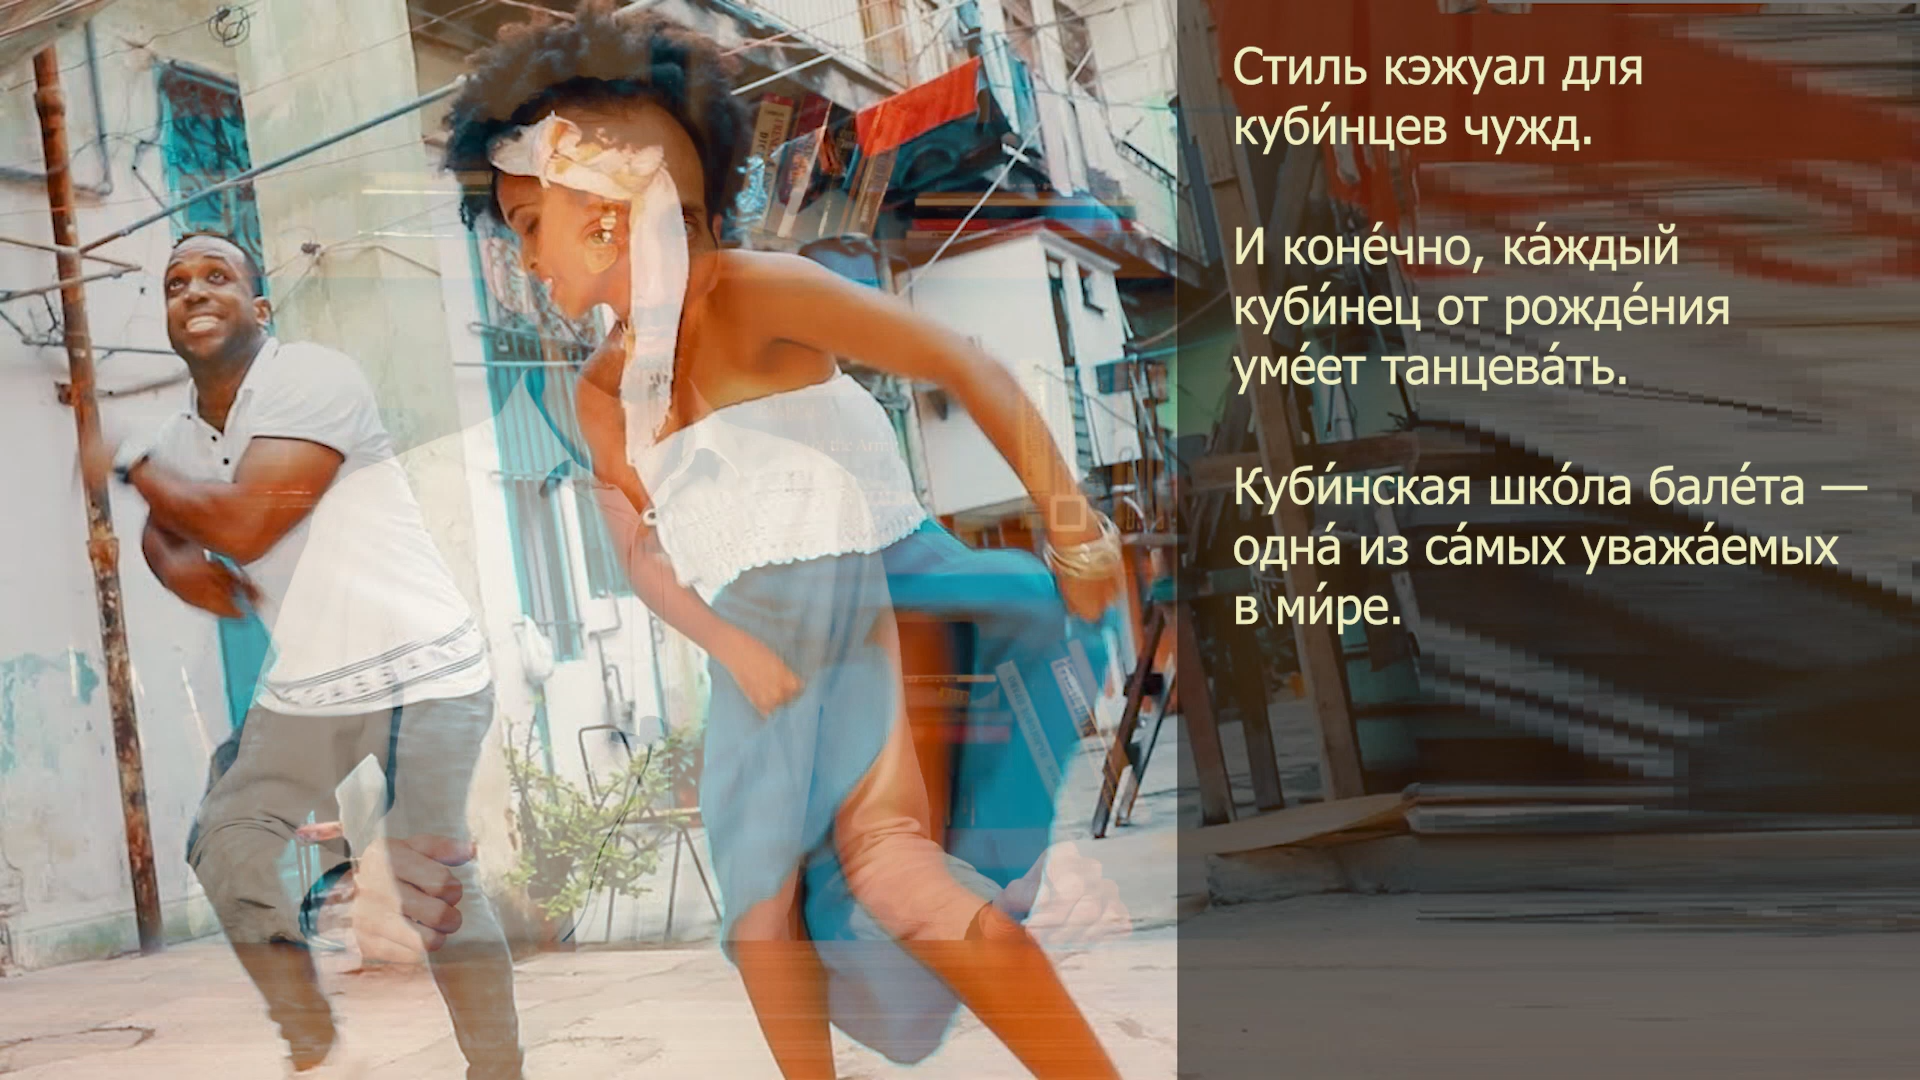 Стиль кэжуал для
куби́нцев чужд.
И коне́чно, ка́ждый
куби́нец от рожде́ния
уме́ет танцева́ть.
Куби́нская шко́ла бале́та —
одна́ из са́мых уважа́емых
в ми́ре.